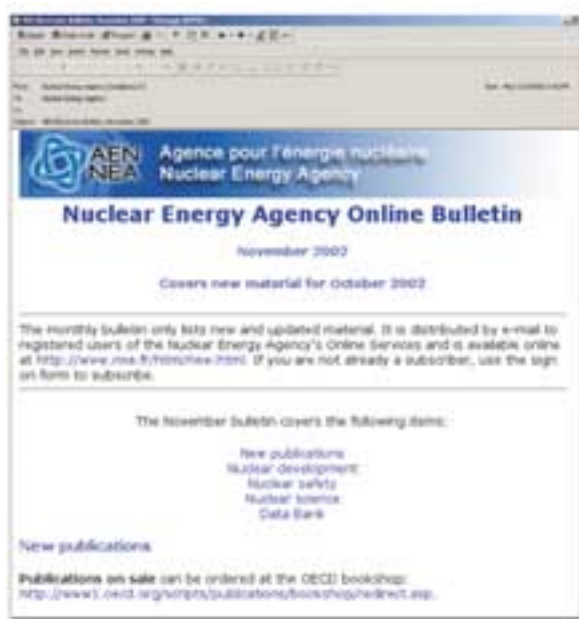 AEN
NEA
Agence pour l'énergie nucléaire
Nuclear Energy Agency
Nuclear Energy Agency Online Bulletin
November 2002
Covers new material for October 2002
The monthly bulletin only lists new and updated material. It is distributed by e-mail to
registered users of the Nuclear Energy Agency's Online Services and is available online
at http://www.nea.fr/html/new.html. If you are not already a subscriber, use the sign
on form to subscribe.
The November bulletin covers the following items:
New publications
Nuclear development
Nuclear safety
Nuclear science
Data Bank
New publications
Publications on sale can be ordered at the OECD bookshop:
http://www1.oecd.org/scripts/publications/bookshop/redirect.asp.